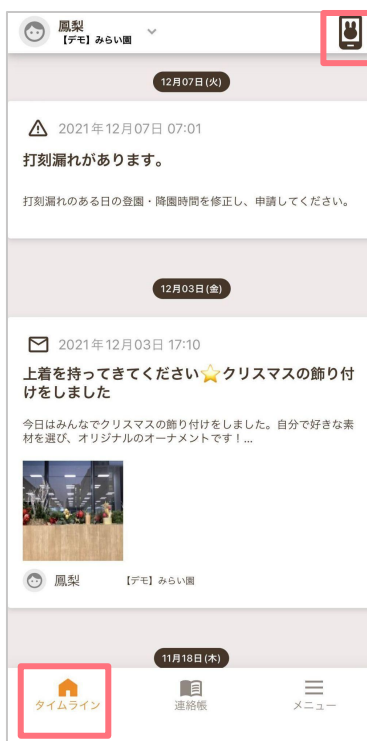 鳳梨
【デモ】みらい園
12月07日(火)
2021年12月07日 07:01
打刻漏れがあります。
打刻漏れのある日の登園・降園時間を修正し、申請してください。
12月03日(金)
2021年12月03日 17:10
上着を持ってきてください⭐クリスマスの飾り付
けをしました
今日はみんなでクリスマスの飾り付けをしました。自分で好きな素
材を選び、オリジナルのオーナメントです！...
鳳梨 【デモ】みらい園
11月18日(木)
タイムライン 連絡帳 メニュー